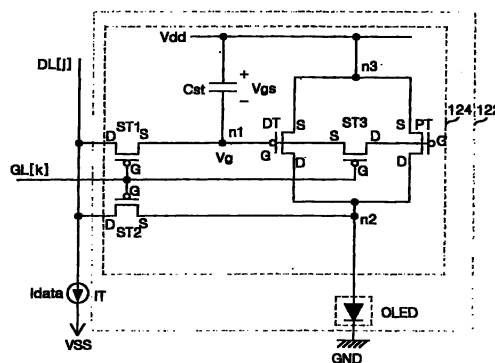 Vdd
DL[j]
n3
Cst
+
Vgs
-
124
122
ST1
DT
S
ST3
S
PT
D
S
n1
G
S
D
G
G
Vg
D
G
D
GL[k]
G
D
S
ST2
n2
Idata
IT
OLED
VSS
GND